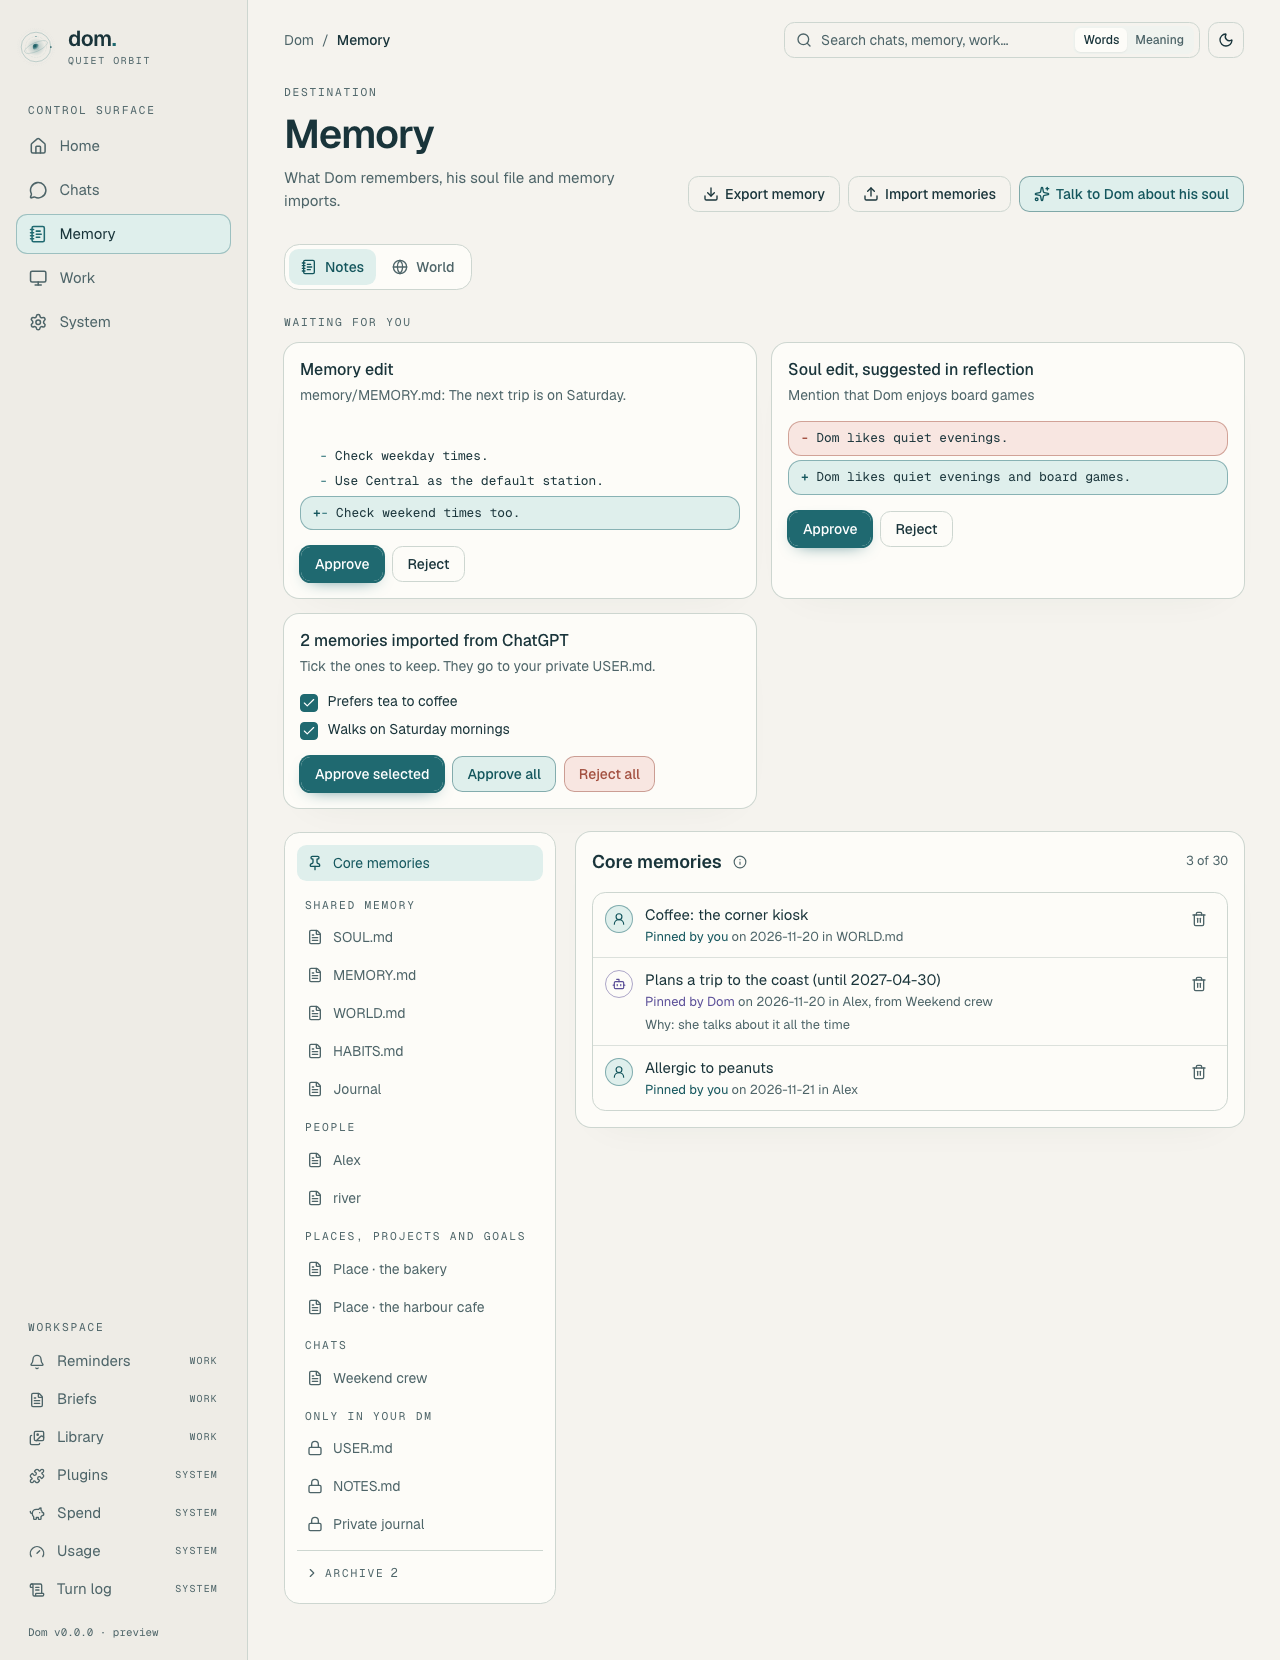 dom.
QUIET ORBIT
CONTROL SURFACE
Home
Chats
Memory
Work
System
WORKSPACE
Reminders WORK
Briefs WORK
Library WORK
Plugins SYSTEM
Spend SYSTEM
Usage SYSTEM
Turn log SYSTEM
Dom v0.0.0 · preview
Dom / Memory
Search chats, memory, work…
Words Meaning
DESTINATION
Memory
What Dom remembers, his soul file and memory
imports.
Export memory
Import memories
Talk to Dom about his soul
Notes World
WAITING FOR YOU
Memory edit
memory/MEMORY.md: The next trip is on Saturday.
- Check weekday times.
- Use Central as the default station.
+- Check weekend times too.
Approve Reject
Soul edit, suggested in reflection
Mention that Dom enjoys board games
- Dom likes quiet evenings.
+ Dom likes quiet evenings and board games.
Approve Reject
2 memories imported from ChatGPT
Tick the ones to keep. They go to your private USER.md.
Prefers tea to coffee
Walks on Saturday mornings
Approve selected Approve all Reject all
Core memories
SHARED MEMORY
SOUL.md
MEMORY.md
WORLD.md
HABITS.md
Journal
PEOPLE
Alex
river
PLACES, PROJECTS AND GOALS
Place · the bakery
Place · the harbour cafe
CHATS
Weekend crew
ONLY IN YOUR DM
USER.md
NOTES.md
Private journal
ARCHIVE 2
Core memories 3 of 30
Coffee: the corner kiosk
Pinned by you on 2026-11-20 in WORLD.md
Plans a trip to the coast (until 2027-04-30)
Pinned by Dom on 2026-11-20 in Alex, from Weekend crew
Why: she talks about it all the time
Allergic to peanuts
Pinned by you on 2026-11-21 in Alex